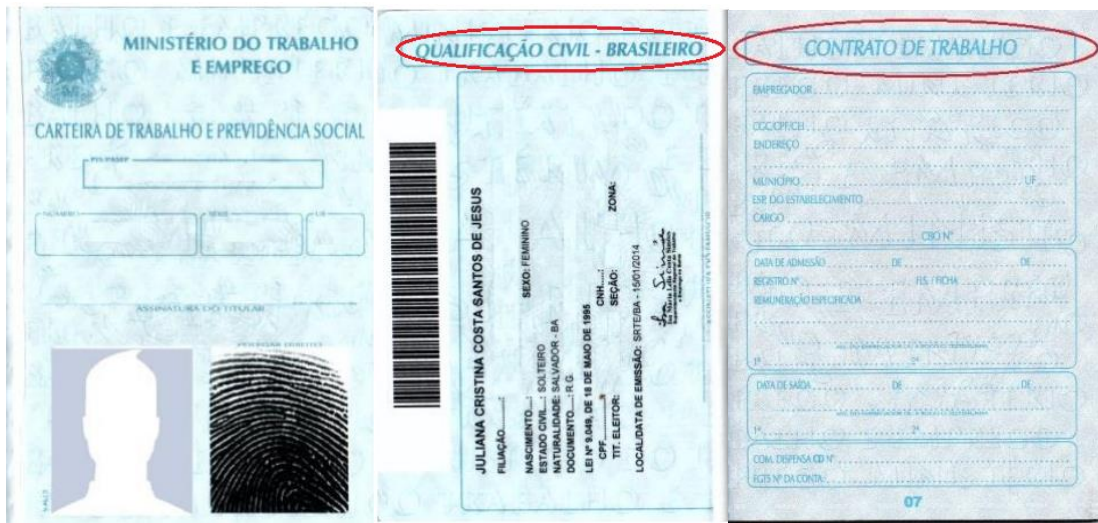 MINISTÉRIO DO TRABALHO
E EMPREGO
CARTEIRA DE TRABALHO E PREVIDÊNCIA SOCIAL
PIS/PASEP
NÚMERO
SÉRIE
UF
ASSINATURA DO TITULAR
POLEGAR DIREITO
QUALIFICAÇÃO CIVIL - BRASILEIRO
JULIANA CRISTINA COSTA SANTOS DE JESUS
FILIAÇÃO......:
NASCIMENTO....: SEXO: FEMININO
ESTADO CIVIL...: SOLTEIRO
NATURALIDADE: SALVADOR - BA
DOCUMENTO....: R.G.
LEI Nº 9.049, DE 18 DE MAIO DE 1995
CPF......: CNH.....:
TIT. ELEITOR: SEÇÃO: ZONA:
LOCAL/DATA DE EMISSÃO: SRTE/BA - 15/01/2014
CONTRATO DE TRABALHO
EMPREGADOR
CGC/CPF/CEI
ENDEREÇO
MUNICÍPIO UF
ESP. DO ESTABELECIMENTO
CARGO
CBO Nº
DATA DE ADMISSÃO DE DE
REGISTRO Nº FLS. / FICHA
REMUNERAÇÃO ESPECIFICADA
1º 2º
DATA DE SAÍDA DE DE
1º 2º
COM. DISPENSA CD Nº
FGTS Nº DA CONTA
07